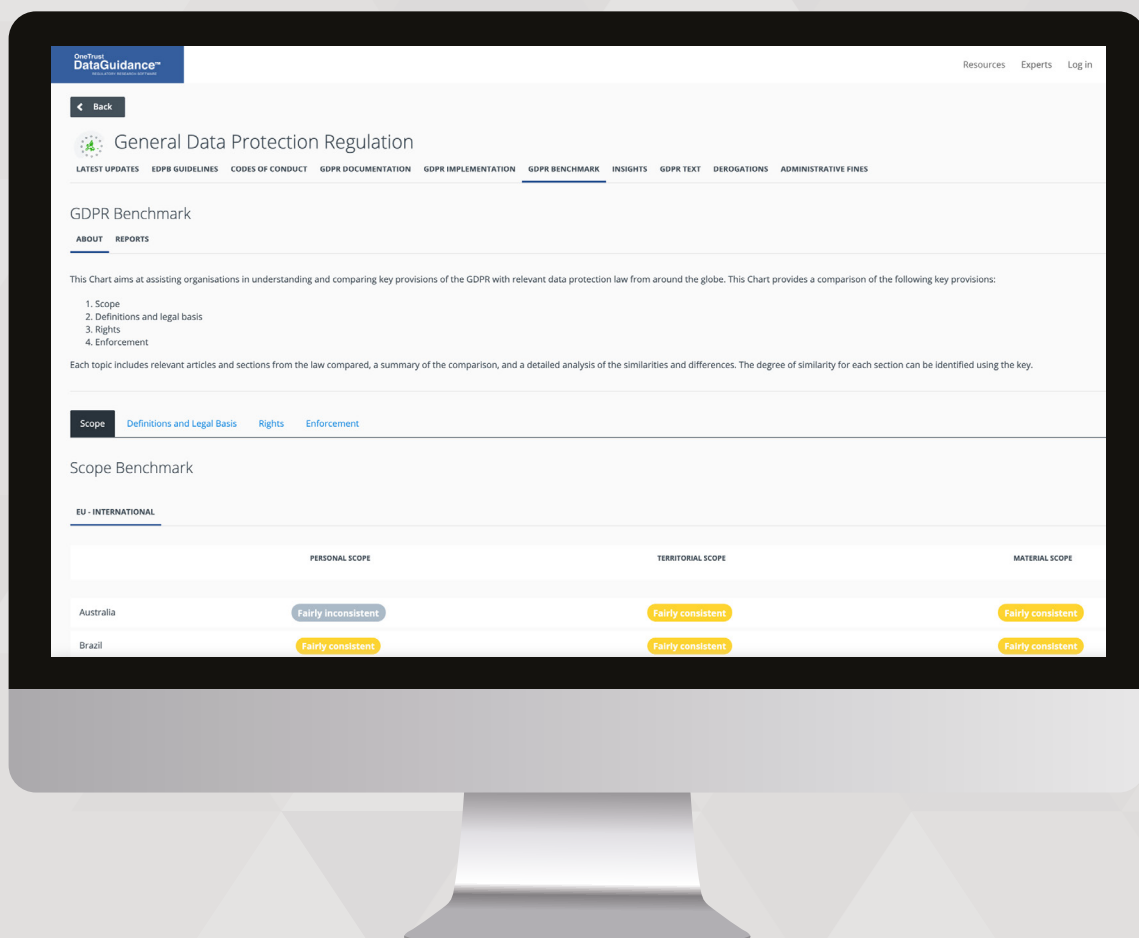 OneTrust
DataGuidance™
REGULATORY RESEARCH SOFTWARE
Resources Experts Log in
Back
General Data Protection Regulation
LATEST UPDATES EDPB GUIDELINES CODES OF CONDUCT GDPR DOCUMENTATION GDPR IMPLEMENTATION GDPR BENCHMARK INSIGHTS GDPR TEXT DEROGATIONS ADMINISTRATIVE FINES
GDPR Benchmark
ABOUT REPORTS
This Chart aims at assisting organisations in understanding and comparing key provisions of the GDPR with relevant data protection law from around the globe. This Chart provides a comparison of the following key provisions:
1. Scope
2. Definitions and legal basis
3. Rights
4. Enforcement
Each topic includes relevant articles and sections from the law compared, a summary of the comparison, and a detailed analysis of the similarities and differences. The degree of similarity for each section can be identified using the key.
Scope Definitions and Legal Basis Rights Enforcement
Scope Benchmark
EU - INTERNATIONAL
PERSONAL SCOPE TERRITORIAL SCOPE MATERIAL SCOPE
Australia Fairly inconsistent Fairly consistent Fairly consistent
Brazil Fairly consistent Fairly consistent Fairly consistent